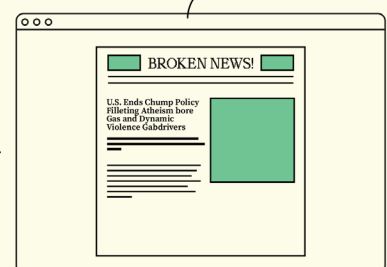 BROKEN NEWS!
U.S. Ends Chump Policy
Filleting Atheism bore
Gas and Dynamic
Violence Gabdrivers